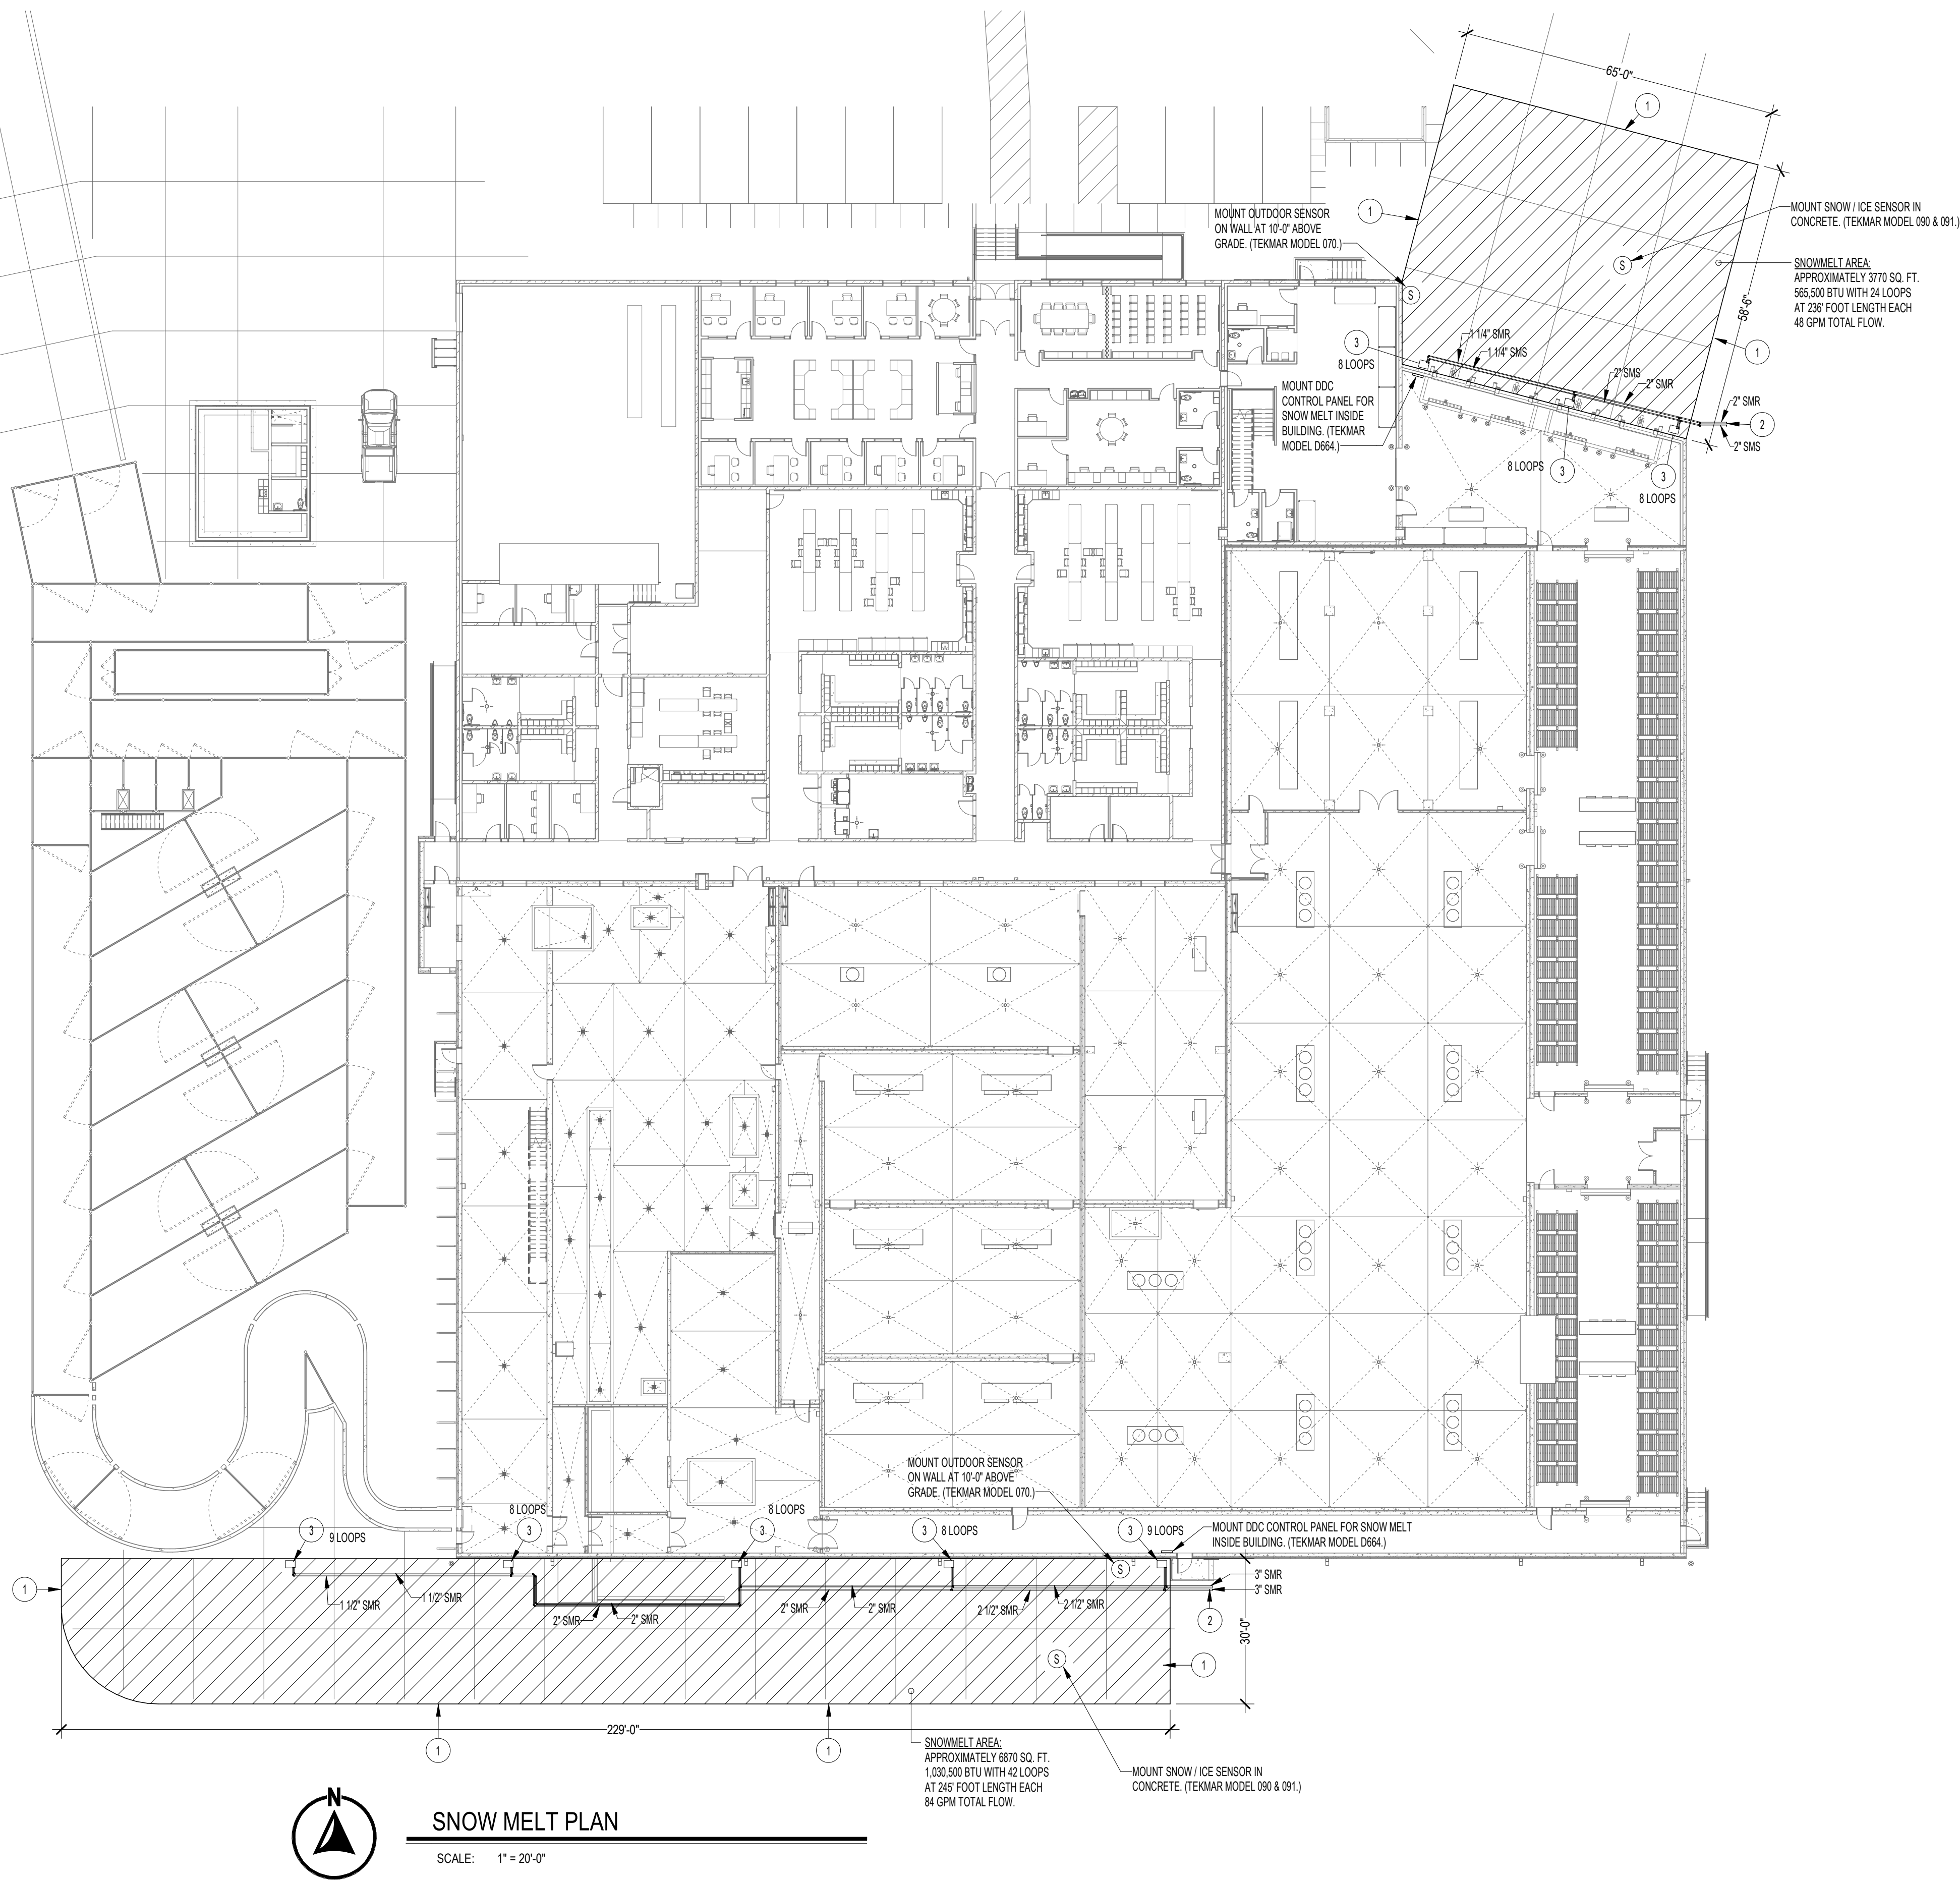 65'-0"
1
MOUNT OUTDOOR SENSOR
ON WALL AT 10'-0" ABOVE
GRADE. (TEKMAR MODEL 070.)
1
S
MOUNT SNOW / ICE SENSOR IN
CONCRETE. (TEKMAR MODEL 090 & 091.)
S
SNOWMELT AREA:
APPROXIMATELY 3770 SQ. FT.
565,500 BTU WITH 24 LOOPS
AT 236' FOOT LENGTH EACH
48 GPM TOTAL FLOW.
58'-6"
1
3
8 LOOPS
1 1/4" SMR
1 1/4" SMS
2" SMS
2" SMR
MOUNT DDC
CONTROL PANEL FOR
SNOW MELT INSIDE
BUILDING. (TEKMAR
MODEL D664.)
2" SMR
2
2" SMS
8 LOOPS
3
3
8 LOOPS
MOUNT OUTDOOR SENSOR
ON WALL AT 10'-0" ABOVE
GRADE. (TEKMAR MODEL 070.)
3
9 LOOPS
8 LOOPS
3
8 LOOPS
3
3
8 LOOPS
3
9 LOOPS
MOUNT DDC CONTROL PANEL FOR SNOW MELT
INSIDE BUILDING. (TEKMAR MODEL D664.)
S
1
1 1/2" SMR
1 1/2" SMR
2" SMR
2" SMR
2" SMR
2" SMR
2 1/2" SMR
2 1/2" SMR
3" SMR
3" SMR
2
30'-0"
S
1
229'-0"
1
1
SNOWMELT AREA:
APPROXIMATELY 6870 SQ. FT.
1,030,500 BTU WITH 42 LOOPS
AT 245' FOOT LENGTH EACH
84 GPM TOTAL FLOW.
MOUNT SNOW / ICE SENSOR IN
CONCRETE. (TEKMAR MODEL 090 & 091.)
N
SNOW MELT PLAN
SCALE: 1" = 20'-0"